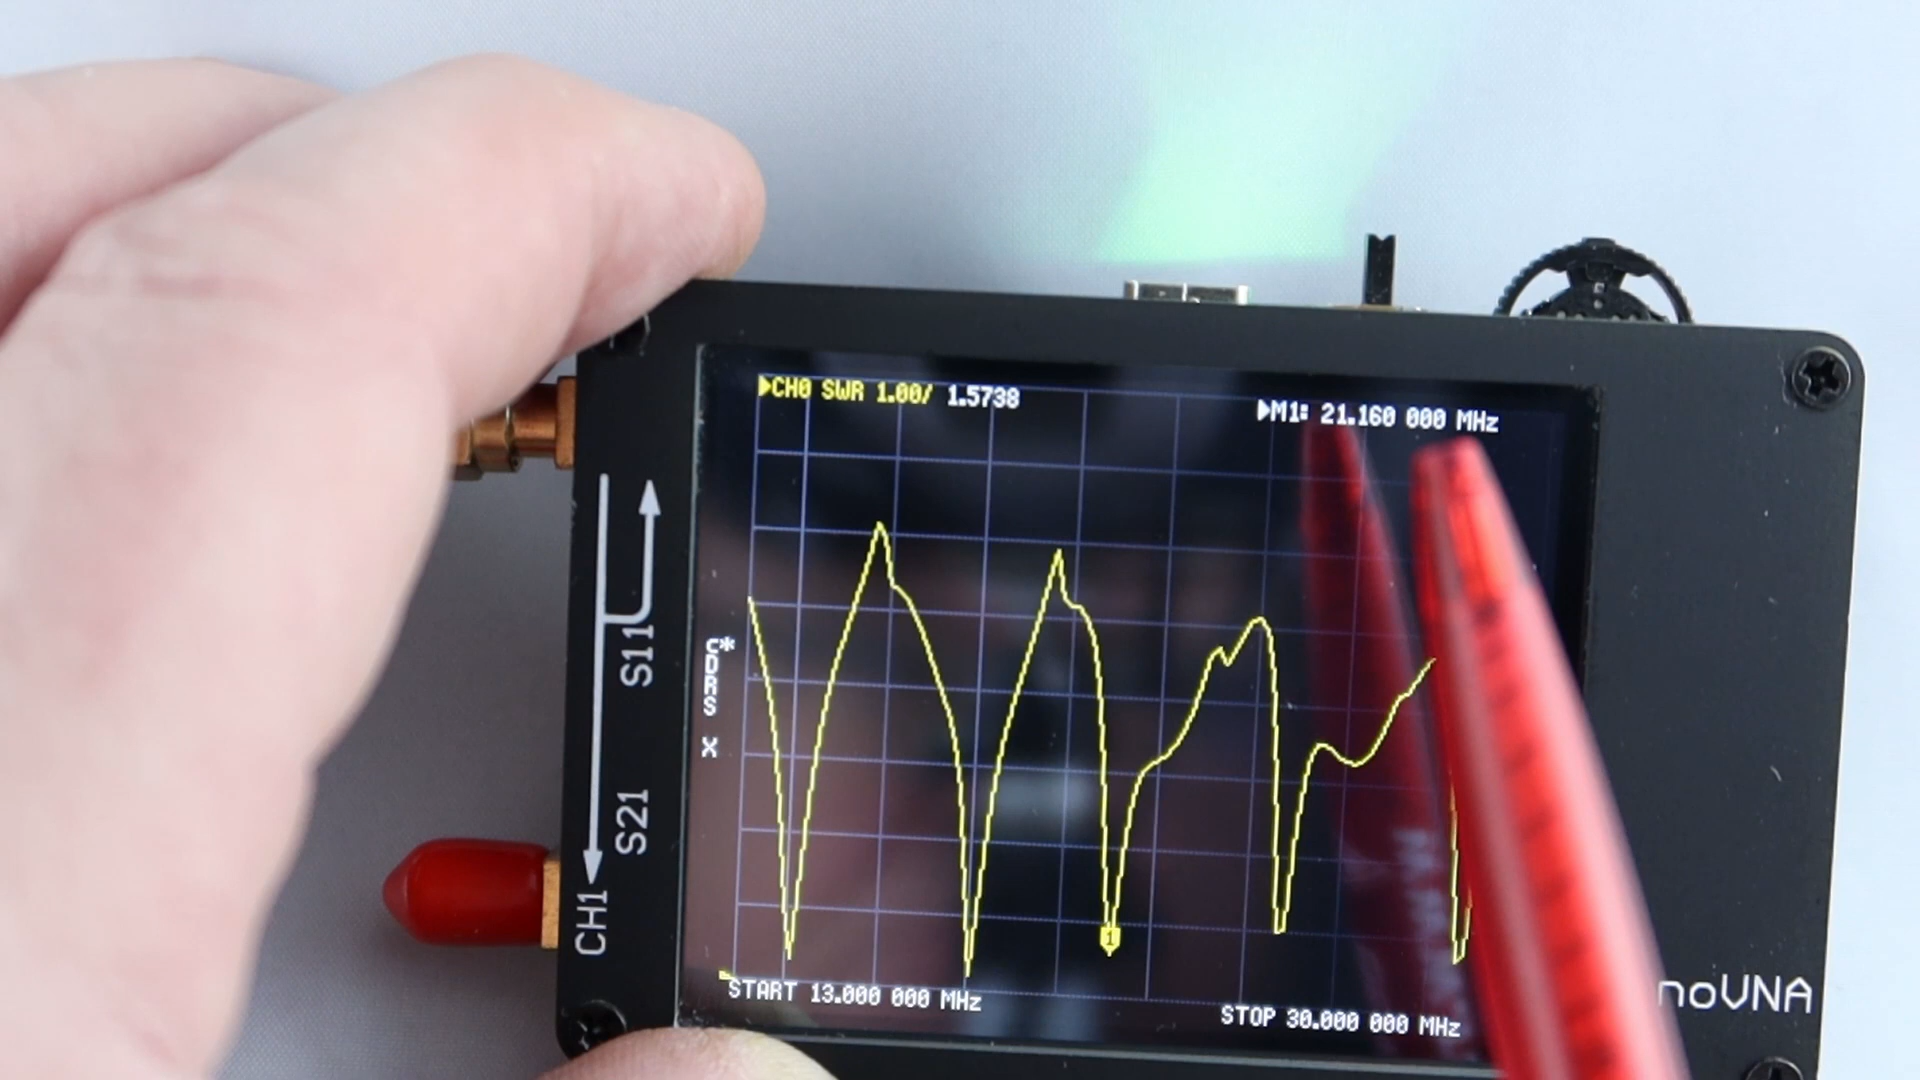 CH0 SWR 1.00/ 1.5738
M1: 21.160 000 MHz
C*
D
R
S
X
S11
S21
CH1
1
START 13.000 000 MHz
STOP 30.000 000 MHz
noVNA